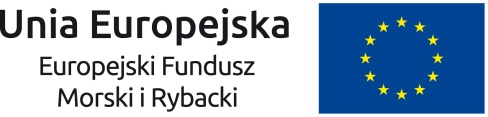 Unia Europejska
Europejski Fundusz
Morski i Rybacki